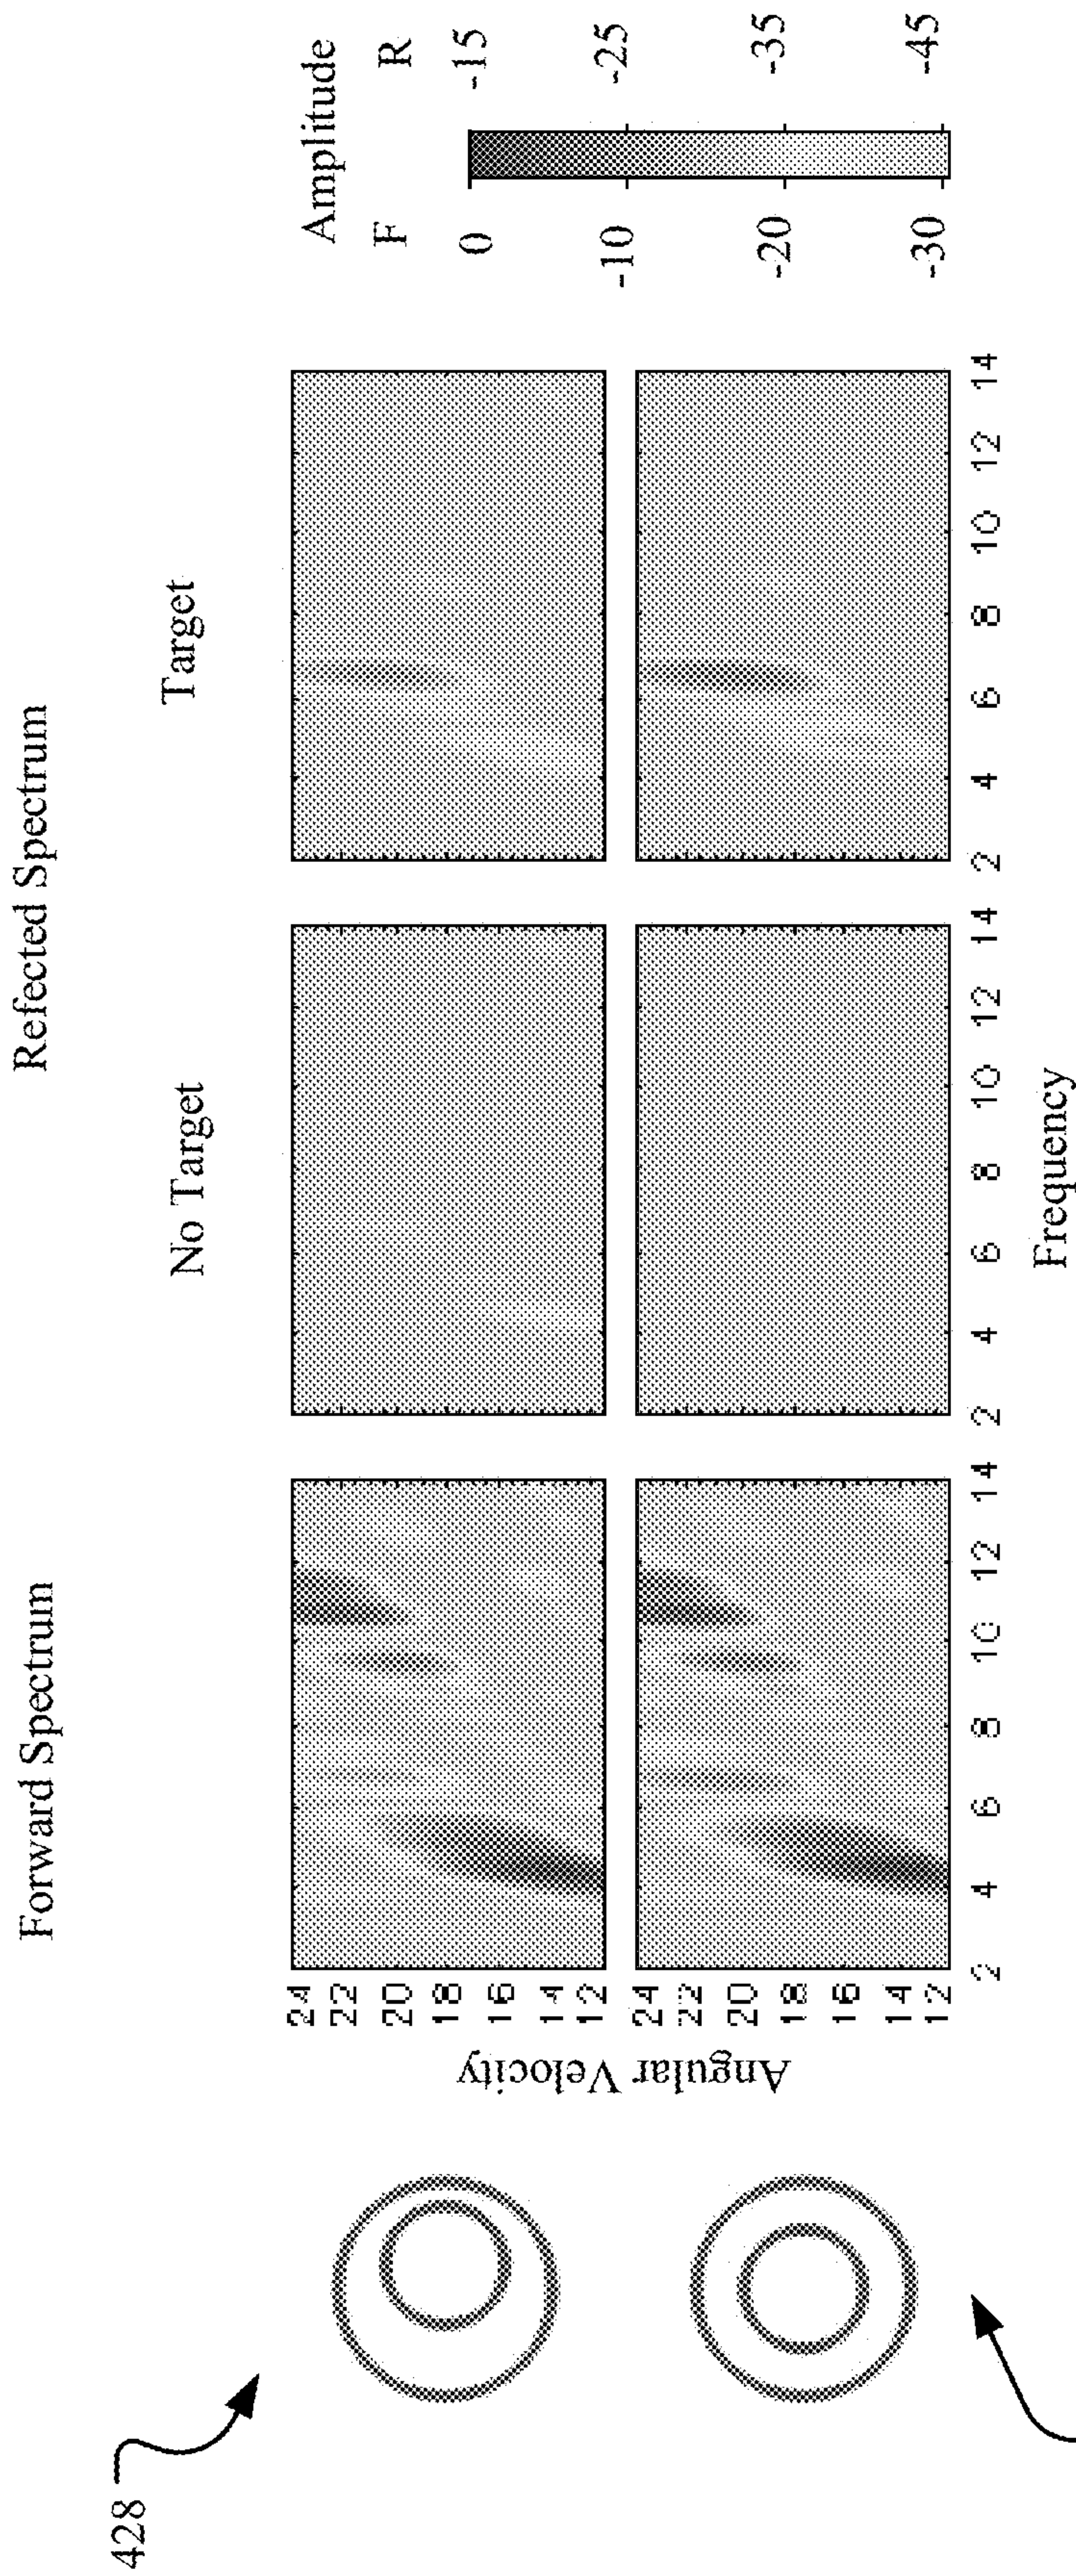 Forward Spectrum
Refected Spectrum
No Target
Target
428
Amplitude
F
R
0
-15
-10
-25
-20
-35
-30
-45
Angular Velocity
24
22
20
18
16
14
12
24
22
20
18
16
14
12
2 4 6 8 10 12 14
2 4 6 8 10 12 14
2 4 6 8 10 12 14
Frequency